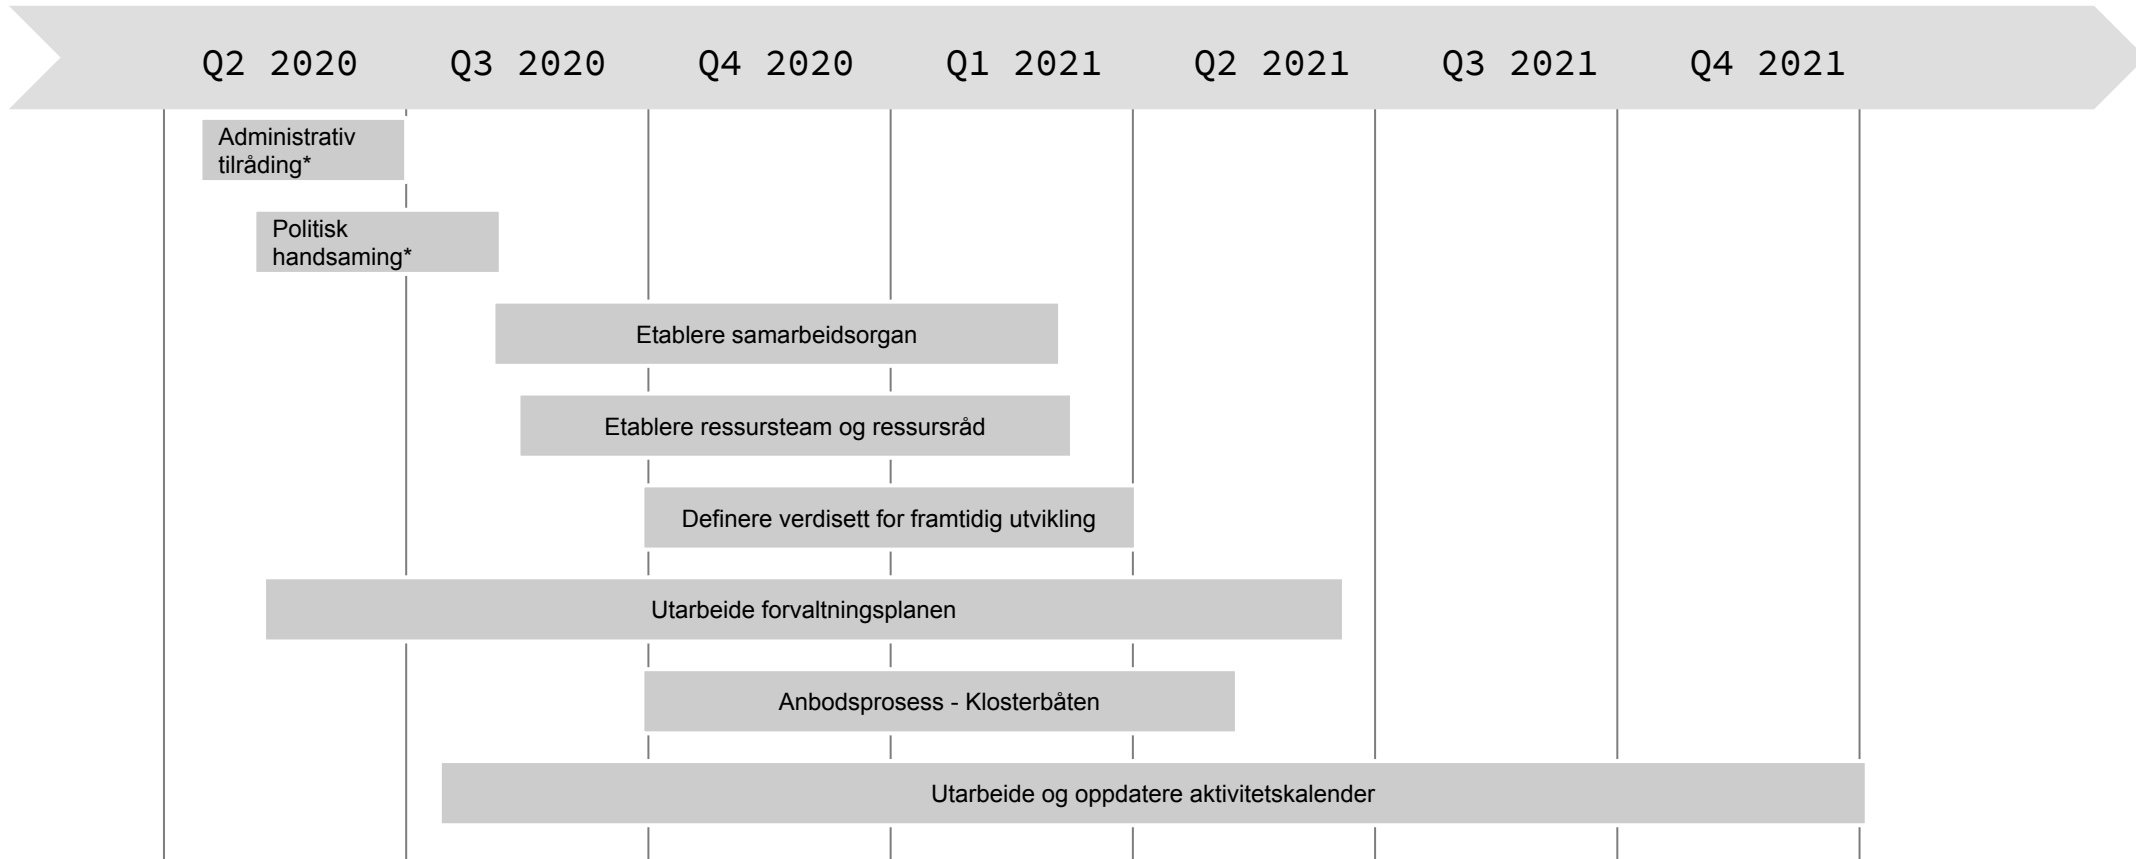 Q2 2020 Q3 2020 Q4 2020 Q1 2021 Q2 2021 Q3 2021 Q4 2021
Administrativ
tilråding*
Politisk
handsaming*
Etablere samarbeidsorgan
Etablere ressursteam og ressursråd
Definere verdisett for framtidig utvikling
Utarbeide forvaltningsplanen
Anbodsprosess - Klosterbåten
Utarbeide og oppdatere aktivitetskalender